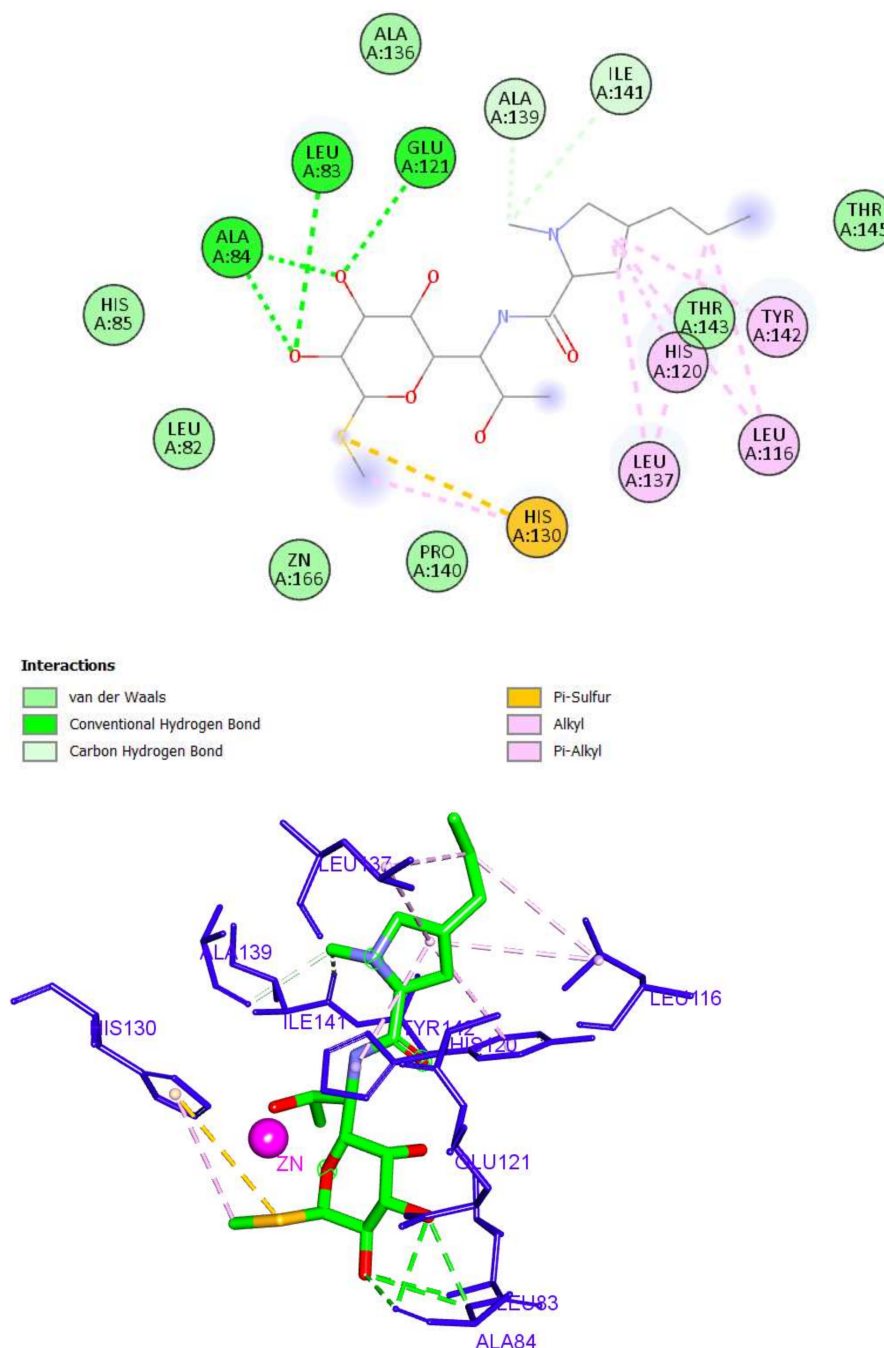 ALA
A:136
ILE
A:141
ALA
A:139
LEU
A:83
GLU
A:121
THR
A:145
ALA
A:84
HIS
A:85
N
O
O
N
THR
A:143
TYR
A:142
HIS
A:120
O
O
O
LEU
A:82
S
O
LEU
A:116
LEU
A:137
HIS
A:130
PRO
A:140
ZN
A:166
Interactions
van der Waals
Conventional Hydrogen Bond
Carbon Hydrogen Bond
Pi-Sulfur
Alkyl
Pi-Alkyl
LEU137
ALA139
LEU116
HIS130
ILE141
TYR142
HIS120
ZN
GLU121
LEU83
ALA84